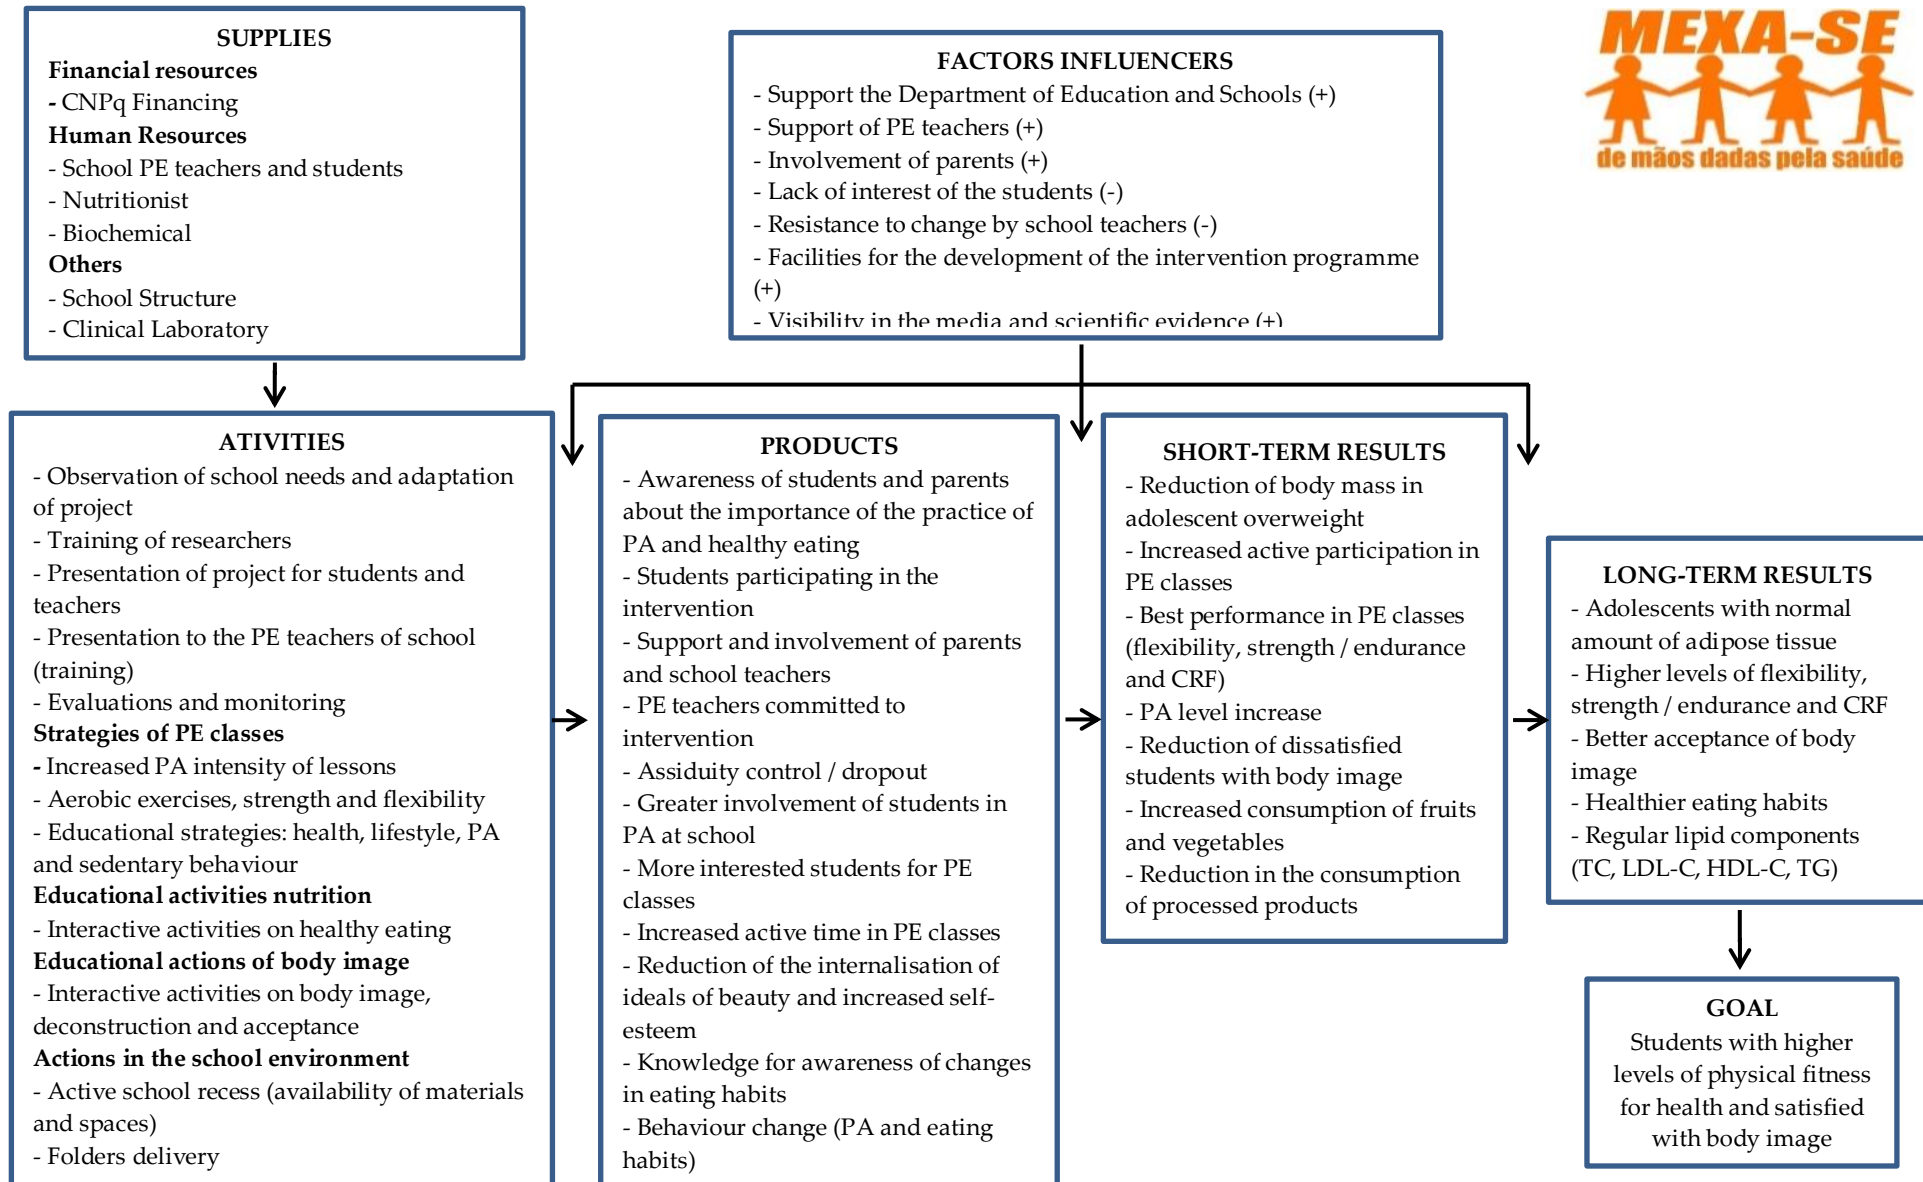 SUPPLIES
Financial resources
- CNPq Financing
Human Resources
- School PE teachers and students
- Nutritionist
- Biochemical
Others
- School Structure
- Clinical Laboratory
FACTORS INFLUENCERS
- Support the Department of Education and Schools (+)
- Support of PE teachers (+)
- Involvement of parents (+)
- Lack of interest of the students (-)
- Resistance to change by school teachers (-)
- Facilities for the development of the intervention programme
(+)
- Visibility in the media and scientific evidence (+)
MEXA-SE
de mãos dadas pela saúde
ATIVITIES
- Observation of school needs and adaptation
of project
- Training of researchers
- Presentation of project for students and
teachers
- Presentation to the PE teachers of school
(training)
- Evaluations and monitoring
Strategies of PE classes
- Increased PA intensity of lessons
- Aerobic exercises, strength and flexibility
- Educational strategies: health, lifestyle, PA
and sedentary behaviour
Educational activities nutrition
- Interactive activities on healthy eating
Educational actions of body image
- Interactive activities on body image,
deconstruction and acceptance
Actions in the school environment
- Active school recess (availability of materials
and spaces)
- Folders delivery
PRODUCTS
- Awareness of students and parents
about the importance of the practice of
PA and healthy eating
- Students participating in the
intervention
- Support and involvement of parents
and school teachers
- PE teachers committed to
intervention
- Assiduity control / dropout
- Greater involvement of students in
PA at school
- More interested students for PE
classes
- Increased active time in PE classes
- Reduction of the internalisation of
ideals of beauty and increased self-
esteem
- Knowledge for awareness of changes
in eating habits
- Behaviour change (PA and eating
habits)
SHORT-TERM RESULTS
- Reduction of body mass in
adolescent overweight
- Increased active participation in
PE classes
- Best performance in PE classes
(flexibility, strength / endurance
and CRF)
- PA level increase
- Reduction of dissatisfied
students with body image
- Increased consumption of fruits
and vegetables
- Reduction in the consumption
of processed products
LONG-TERM RESULTS
- Adolescents with normal
amount of adipose tissue
- Higher levels of flexibility,
strength / endurance and CRF
- Better acceptance of body
image
- Healthier eating habits
- Regular lipid components
(TC, LDL-C, HDL-C, TG)
GOAL
Students with higher
levels of physical fitness
for health and satisfied
with body image